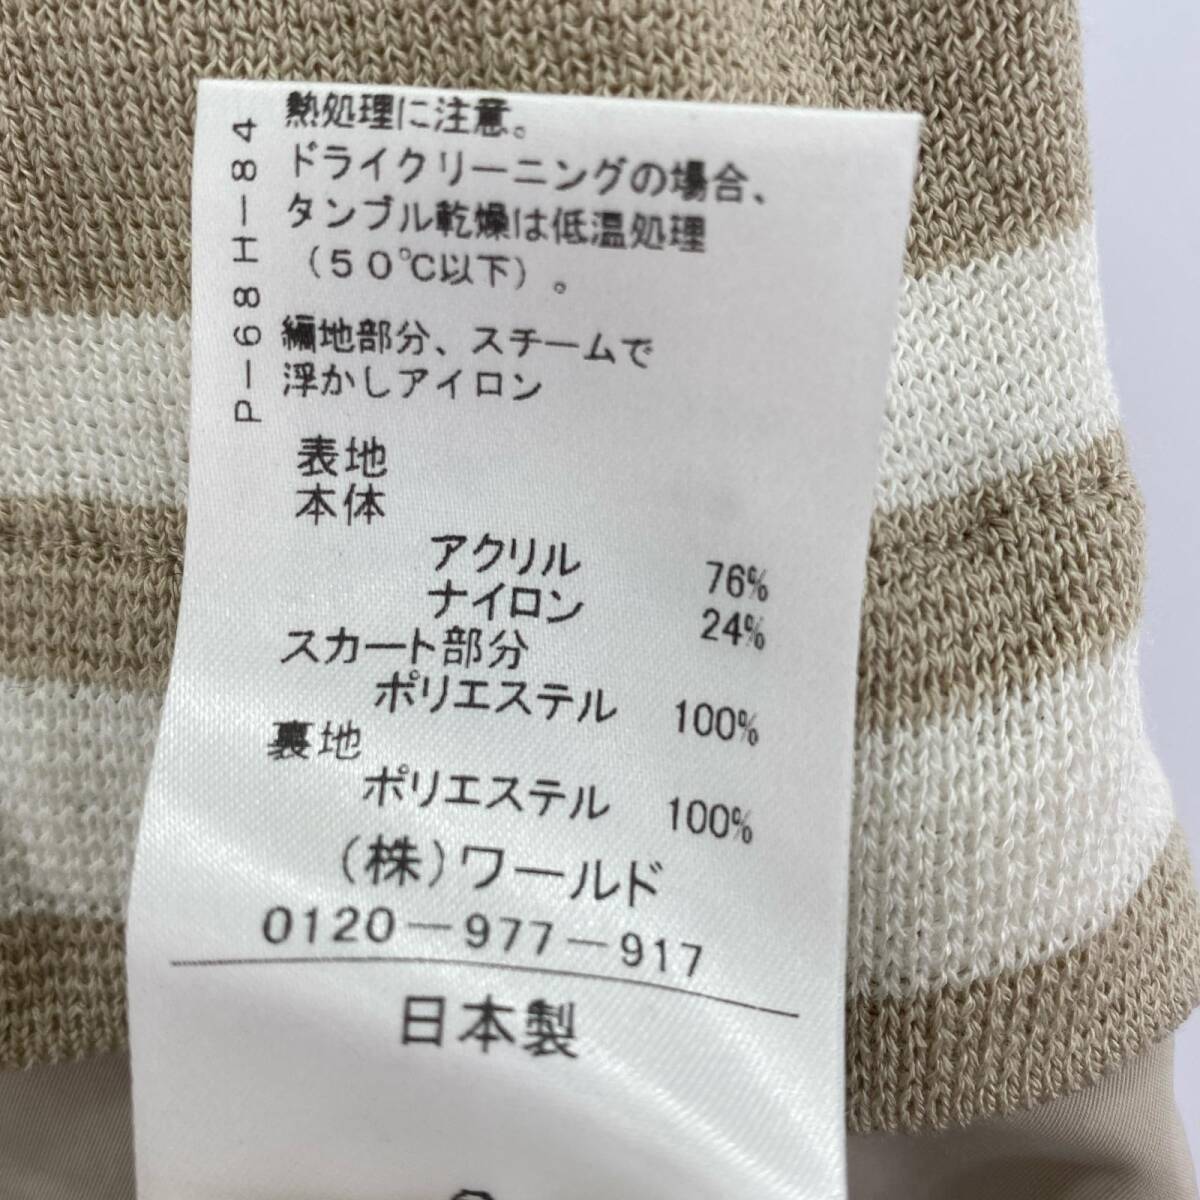 P－68H－84
熱処理に注意。
ドライクリーニングの場合、
タンブル乾燥は低温処理
（５０℃以下）。
編地部分、スチームで
浮かしアイロン
表地
本体
アクリル 76%
ナイロン 24%
スカート部分
ポリエステル 100%
裏地
ポリエステル 100%
(株)ワールド
0120－977－917
日本製